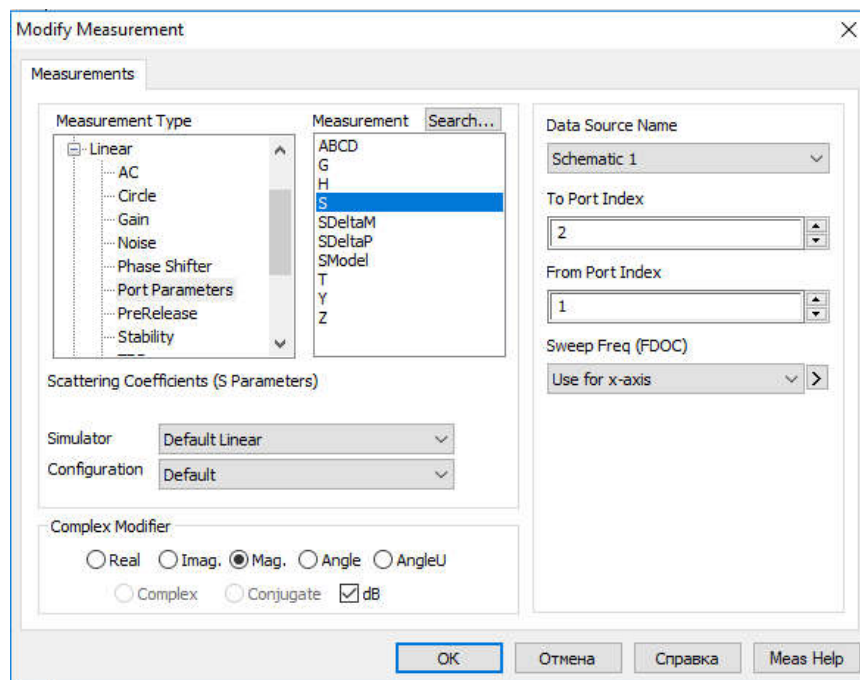 Modify Measurement
Measurements
Measurement Type
Linear
AC
Circle
Gain
Noise
Phase Shifter
Port Parameters
PreRelease
Stability
Measurement
Search...
ABCD
G
H
S
SDeltaM
SDeltaP
SModel
T
Y
Z
Scattering Coefficients (S Parameters)
Simulator
Default Linear
Configuration
Default
Complex Modifier
Real Imag. Mag. Angle AngleU
Complex Conjugate dB
Data Source Name
Schematic 1
To Port Index
2
From Port Index
1
Sweep Freq (FDOC)
Use for x-axis
>
OK Отмена Справка Meas Help